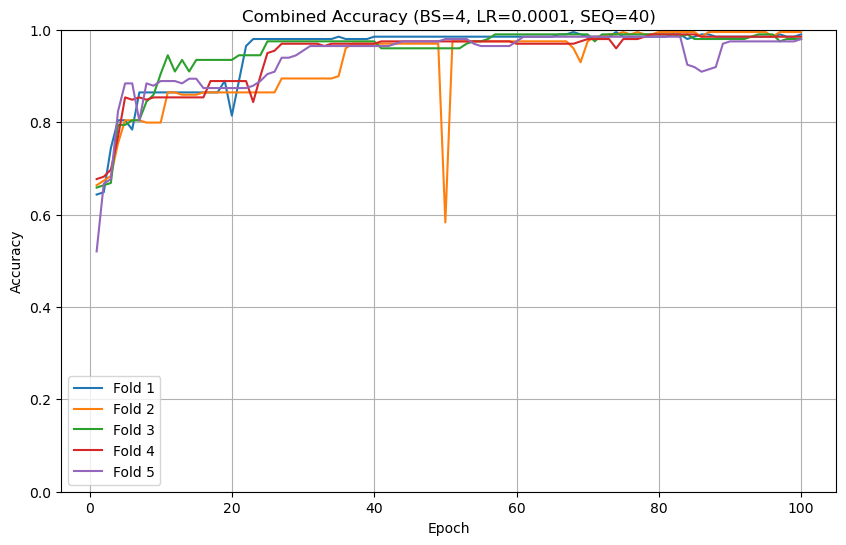 Combined Accuracy (BS=4, LR=0.0001, SEQ=40)
1.0
0.8
0.6
0.4
0.2
0.0
Accuracy
Fold 1
Fold 2
Fold 3
Fold 4
Fold 5
0 20 40 60 80 100
Epoch